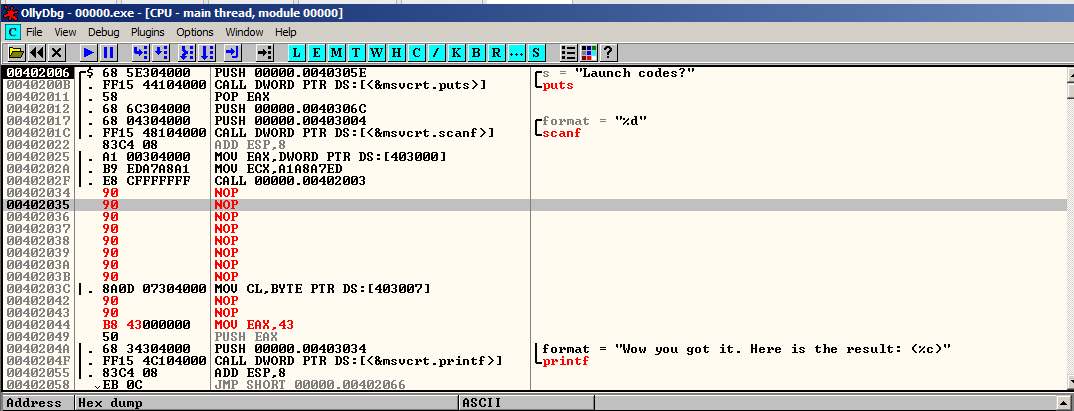 OllyDbg - 00000.exe - [CPU - main thread, module 00000]
C File View Debug Plugins Options Window Help
L E M T W H C / K B R ... S ?
00402006 $ 68 5E304000 PUSH 00000.0040305E s = "Launch codes?"
0040200B . FF15 44104000 CALL DWORD PTR DS:[<&msvcrt.puts>] puts
00402011 . 58 POP EAX
00402012 . 68 6C304000 PUSH 00000.0040306C
00402017 . 68 04304000 PUSH 00000.00403004 format = "%d"
0040201C . FF15 48104000 CALL DWORD PTR DS:[<&msvcrt.scanf>] scanf
00402022 83C4 08 ADD ESP,8
00402025 . A1 00304000 MOV EAX,DWORD PTR DS:[403000]
0040202A . B9 EDA7A8A1 MOV ECX,A1A8A7ED
0040202F . E8 CFFFFFFF CALL 00000.00402003
00402034 90 NOP
00402035 90 NOP
00402036 90 NOP
00402037 90 NOP
00402038 90 NOP
00402039 90 NOP
0040203A 90 NOP
0040203B 90 NOP
0040203C . 8A0D 07304000 MOV CL,BYTE PTR DS:[403007]
00402042 90 NOP
00402043 90 NOP
00402044 B8 43000000 MOV EAX,43
00402049 50 PUSH EAX
0040204A . 68 34304000 PUSH 00000.00403034 format = "Wow you got it. Here is the result: (%c)"
0040204F . FF15 4C104000 CALL DWORD PTR DS:[<&msvcrt.printf>] printf
00402055 . 83C4 08 ADD ESP,8
00402058 EB 0C JMP SHORT 00000.00402066
Address Hex dump ASCII